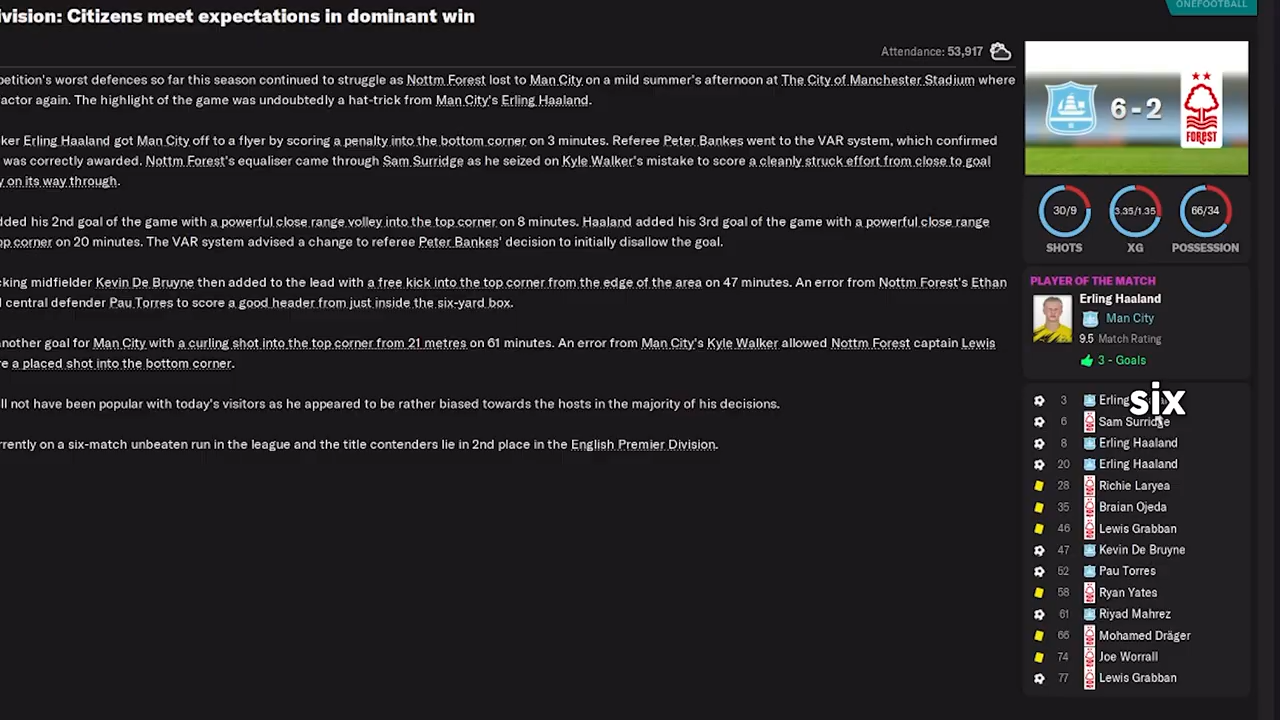 ivision: Citizens meet expectations in dominant win
ONEFOOTBALL
Attendance: 53,917
petition's worst defences so far this season continued to struggle as Nottm Forest lost to Man City on a mild summer's afternoon at The City of Manchester Stadium where
actor again. The highlight of the game was undoubtedly a hat-trick from Man City's Erling Haaland.
ker Erling Haaland got Man City off to a flyer by scoring a penalty into the bottom corner on 3 minutes. Referee Peter Bankes went to the VAR system, which confirmed
was correctly awarded. Nottm Forest's equaliser came through Sam Surridge as he seized on Kyle Walker's mistake to score a cleanly struck effort from close to goal
y on its way through.
dded his 2nd goal of the game with a powerful close range volley into the top corner on 8 minutes. Haaland added his 3rd goal of the game with a powerful close range
op corner on 20 minutes. The VAR system advised a change to referee Peter Bankes' decision to initially disallow the goal.
cking midfielder Kevin De Bruyne then added to the lead with a free kick into the top corner from the edge of the area on 47 minutes. An error from Nottm Forest's Ethan
d central defender Pau Torres to score a good header from just inside the six-yard box.
nother goal for Man City with a curling shot into the top corner from 21 metres on 61 minutes. An error from Man City's Kyle Walker allowed Nottm Forest captain Lewis
re a placed shot into the bottom corner.
ll not have been popular with today's visitors as he appeared to be rather biased towards the hosts in the majority of his decisions.
rrently on a six-match unbeaten run in the league and the title contenders lie in 2nd place in the English Premier Division.
6 - 2
FOREST
30/9
3.35/1.35
66/34
SHOTS
XG
POSSESSION
PLAYER OF THE MATCH
Erling Haaland
Man City
9.5 Match Rating
3 - Goals
six
3 Erling
6 Sam Surridge
8 Erling Haaland
20 Erling Haaland
28 Richie Laryea
35 Braian Ojeda
46 Lewis Grabban
47 Kevin De Bruyne
52 Pau Torres
58 Ryan Yates
61 Riyad Mahrez
66 Mohamed Dräger
74 Joe Worrall
77 Lewis Grabban